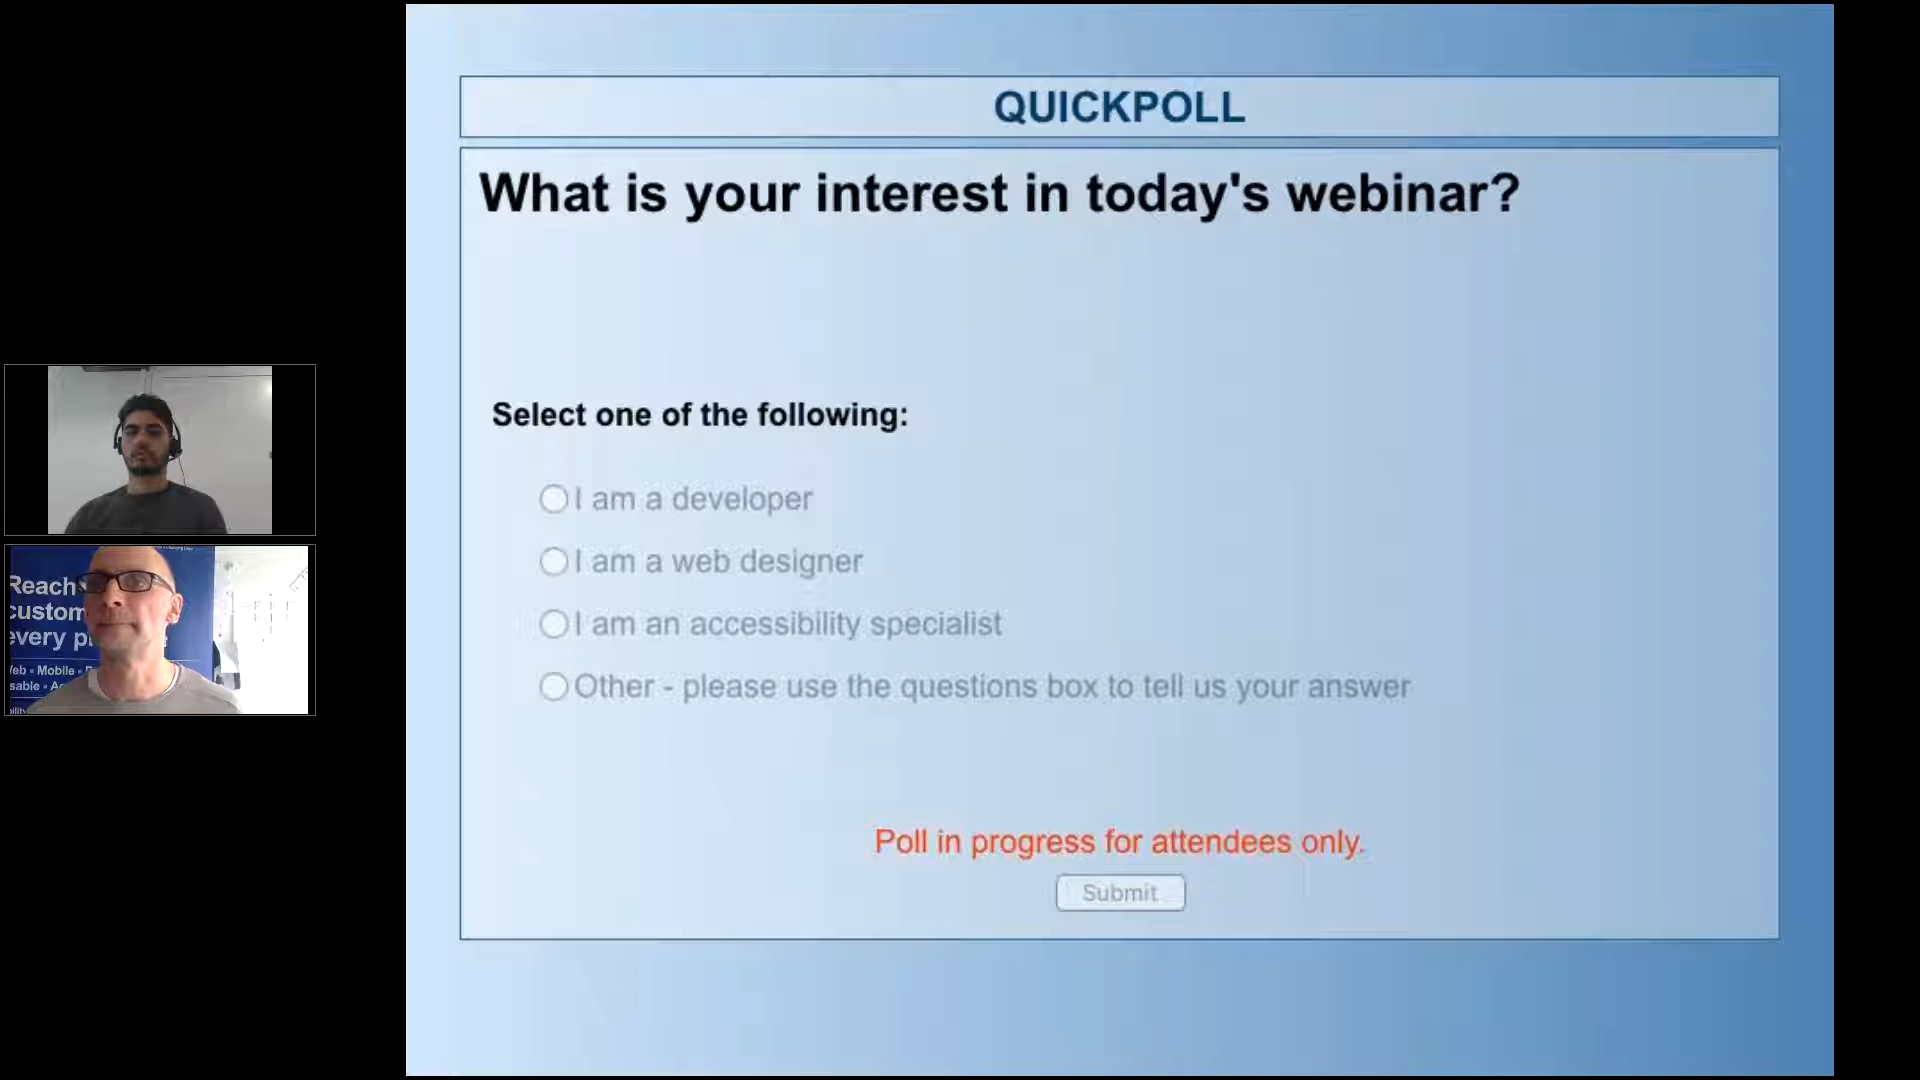 QUICKPOLL
What is your interest in today's webinar?
Select one of the following:
I am a developer
I am a web designer
I am an accessibility specialist
Other - please use the questions box to tell us your answer
Poll in progress for attendees only.
Submit
Reach
custom
every p
eb • Mobile •
sable •